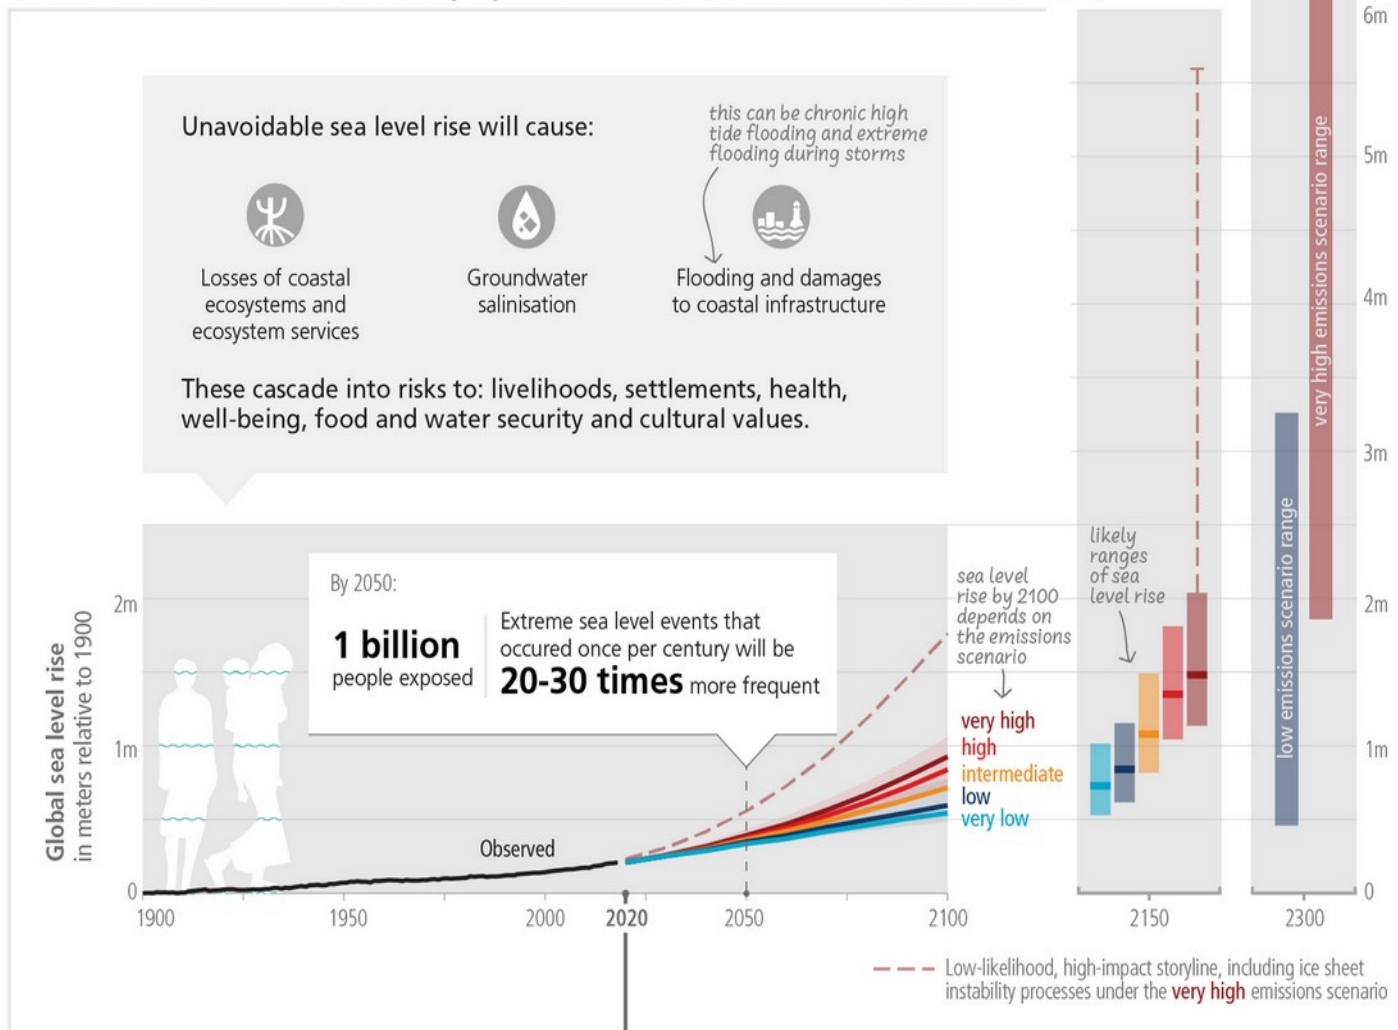 Unavoidable sea level rise will cause:
this can be chronic high
tide flooding and extreme
flooding during storms
Losses of coastal
ecosystems and
ecosystem services
Groundwater
salinisation
Flooding and damages
to coastal infrastructure
These cascade into risks to: livelihoods, settlements, health,
well-being, food and water security and cultural values.
Global sea level rise
in meters relative to 1900
2m
1m
0
By 2050:
1 billion
people exposed
Extreme sea level events that
occured once per century will be
20-30 times more frequent
Observed
1900
1950
2000
2020
2050
2100
sea level
rise by 2100
depends on
the emissions
scenario
very high
high
intermediate
low
very low
likely
ranges
of sea
level rise
2150
low emissions scenario range
very high emissions scenario range
2300
6m
5m
4m
3m
2m
1m
0
Low-likelihood, high-impact storyline, including ice sheet
instability processes under the very high emissions scenario